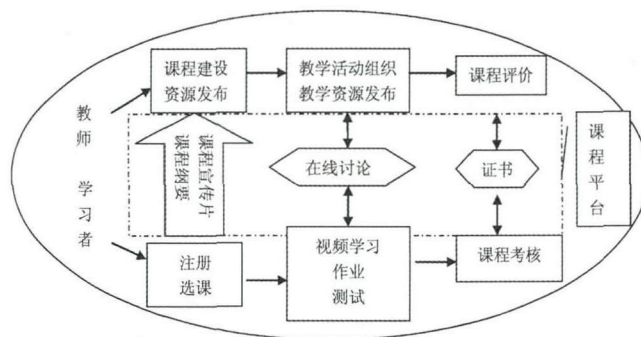 课程建设
资源发布
教学活动组织
教学资源发布
课程评价
教师
学习者
课程宣传片
课程纲要
在线讨论
证书
课程平台
注册
选课
视频学习
作业
测试
课程考核